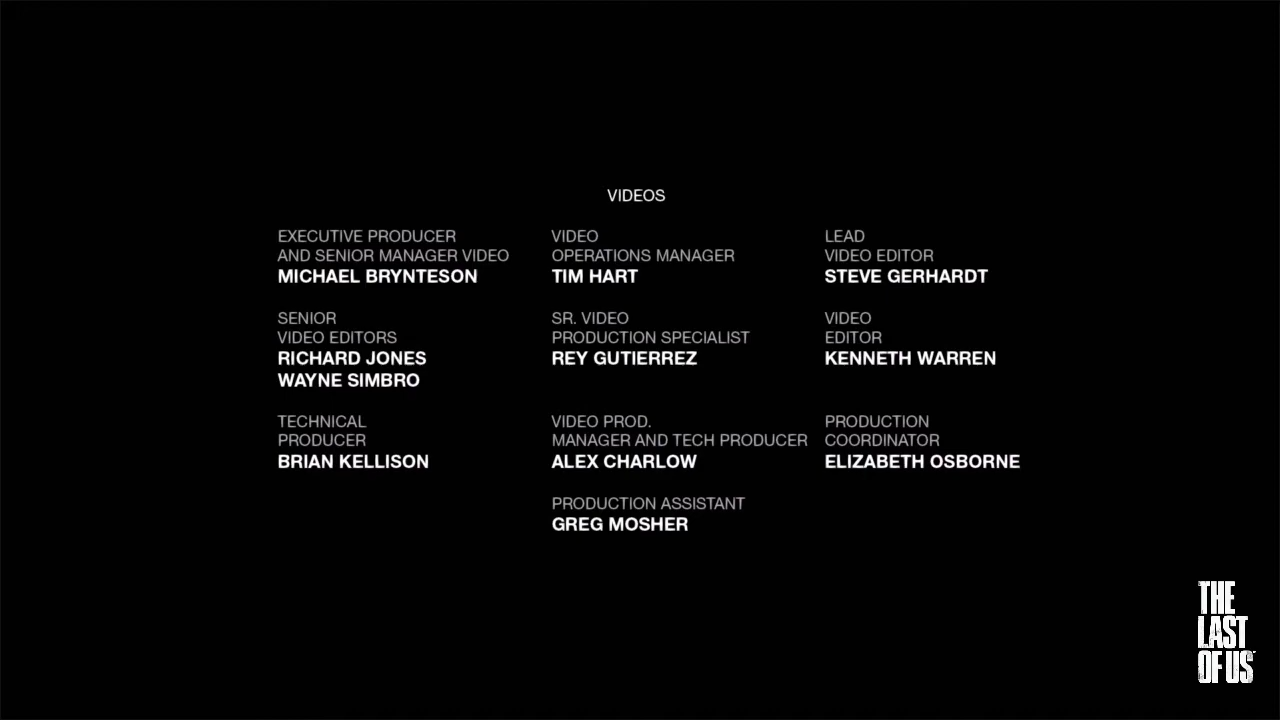 VIDEOS
EXECUTIVE PRODUCER
AND SENIOR MANAGER VIDEO
MICHAEL BRYNTESON
VIDEO
OPERATIONS MANAGER
TIM HART
LEAD
VIDEO EDITOR
STEVE GERHARDT
SENIOR
VIDEO EDITORS
RICHARD JONES
WAYNE SIMBRO
SR. VIDEO
PRODUCTION SPECIALIST
REY GUTIERREZ
VIDEO
EDITOR
KENNETH WARREN
TECHNICAL
PRODUCER
BRIAN KELLISON
VIDEO PROD.
MANAGER AND TECH PRODUCER
ALEX CHARLOW
PRODUCTION
COORDINATOR
ELIZABETH OSBORNE
PRODUCTION ASSISTANT
GREG MOSHER
THE
LAST
OF US